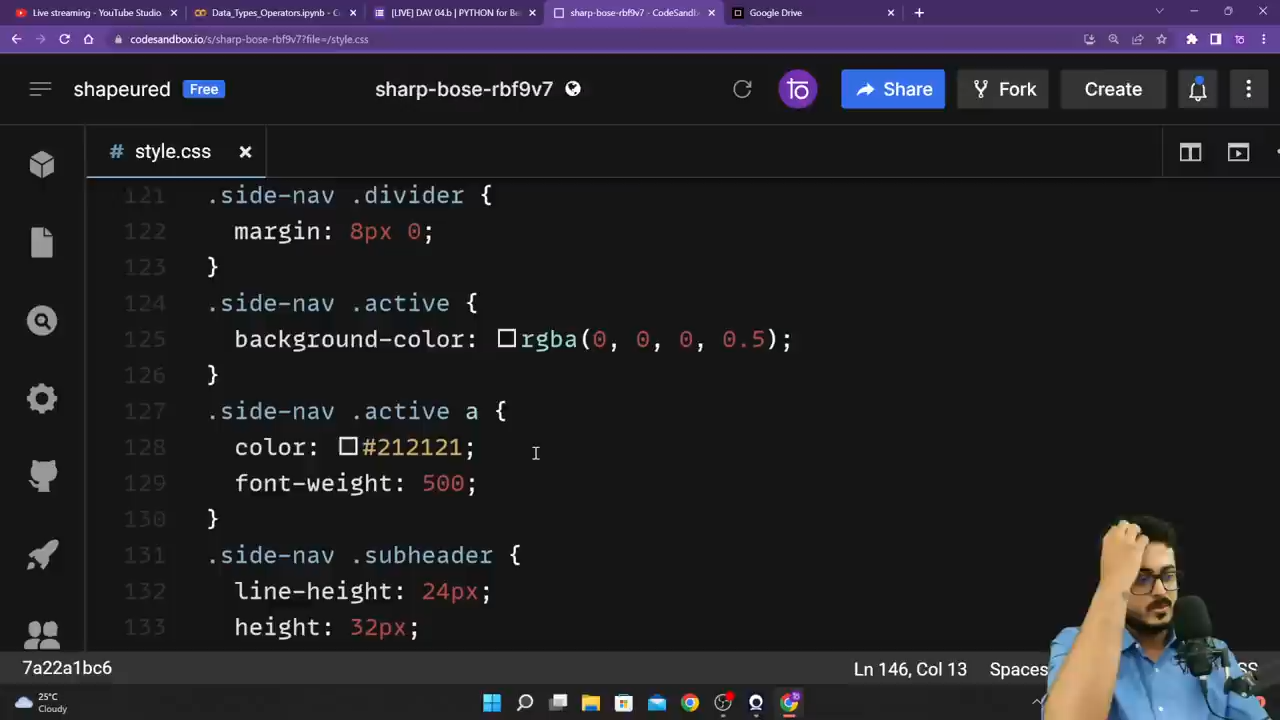 Live streaming - YouTube Studio
Data_Types_Operators.ipynb - C
[LIVE] DAY 04.b | PYTHON for Be
sharp-bose-rbf9v7 - CodeSandb
Google Drive
codesandbox.io/s/sharp-bose-rbf9v7?file=/style.css
shapeured Free
sharp-bose-rbf9v7
Share
Fork
Create
# style.css
121 .side-nav .divider {
122 margin: 8px 0;
123 }
124 .side-nav .active {
125 background-color: rgba(0, 0, 0, 0.5);
126 }
127 .side-nav .active a {
128 color: #212121;
129 font-weight: 500;
130 }
131 .side-nav .subheader {
132 line-height: 24px;
133 height: 32px;
7a22a1bc6
Ln 146, Col 13
Spaces
SS
25°C
Cloudy